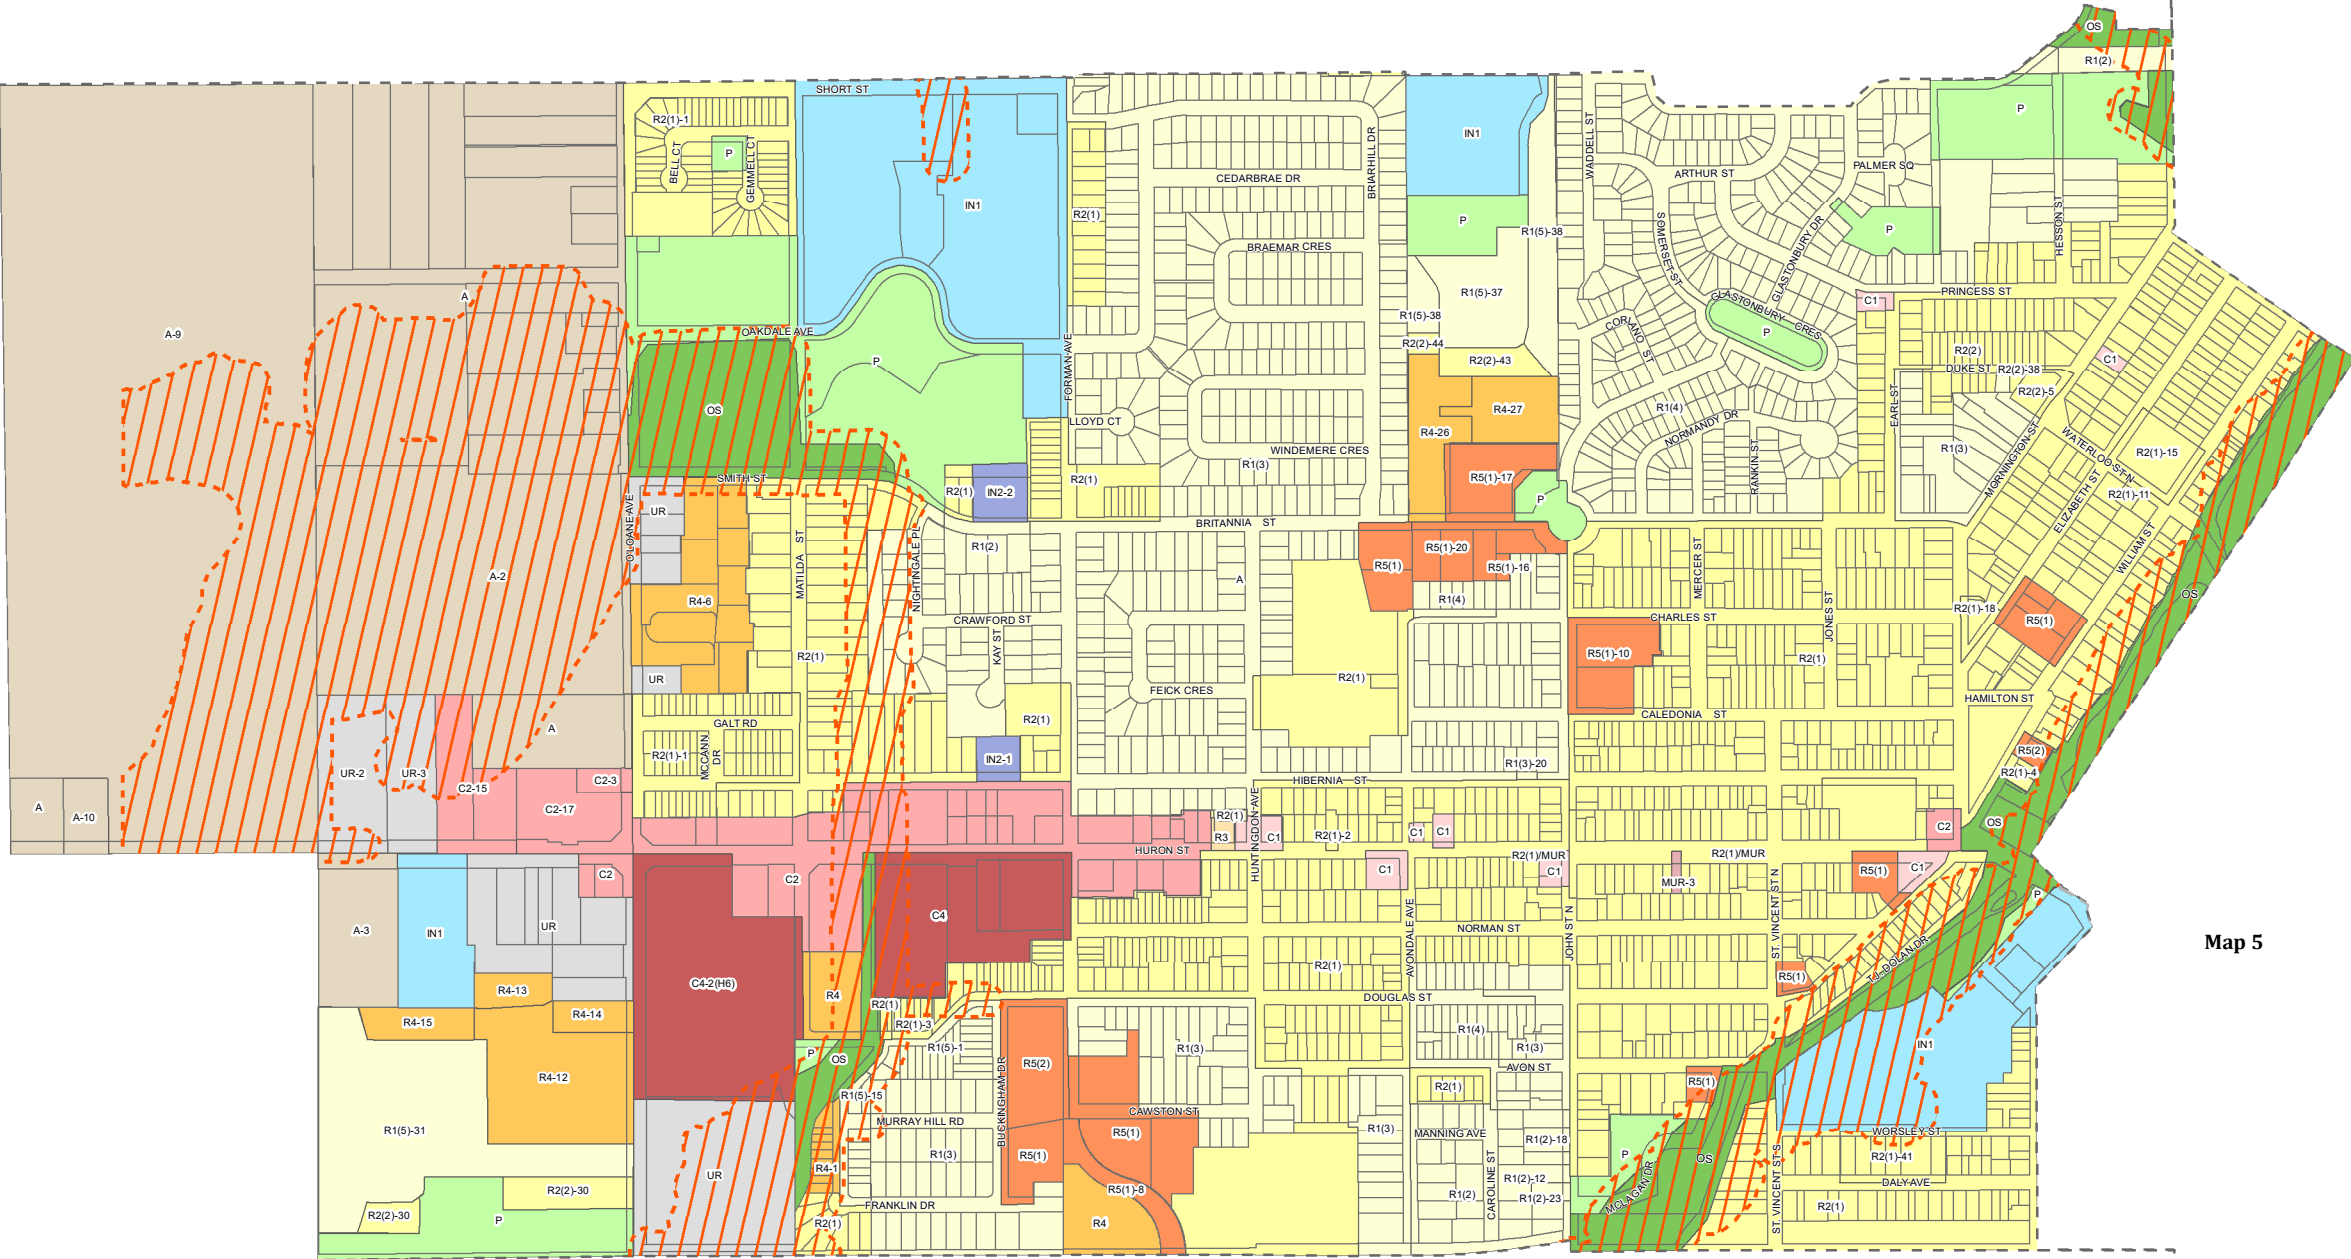 OS
R1(2)
SHORT ST
P
R2(1)-1
WADDELL ST
IN1
BRIARHILL DR
P
BELL CT
GEMMELL CT
PALMER SQ
ARTHUR ST
CEDARBRAE DR
IN1
R2(1)
P
R1(5)-38
P
HESSON ST
SOMERSET ST
GLASTONBURY DR
BRAEMAR CRES
R1(5)-37
PRINCESS ST
A
C1
GLASTONBURY CRES
R1(5)-38
CORLANO ST
P
A-9
OAKDALE AVE
FORMAN AVE
R2(2)-44
R2(2)-43
R2(2)
C1
P
DUKE ST
R2(2)-38
R2(2)-5
EARL ST
OS
R4-27
R1(4)
LLOYD CT
NORMANDY DR
R4-26
MORNINGTON ST
WATERLOO ST N
WINDEMERE CRES
R1(3)
RANKIN ST
R1(3)
R2(1)-15
SMITH ST
R2(1)
R5(1)-17
R2(1)
IN2-2
P
R2(1)-11
ELIZABETH ST
UR
O'LOANE AVE
BRITANNIA ST
MATILDA ST
NIGHTINGALE PL
R1(2)
R5(1)-20
WILLIAM ST
A-2
A
R5(1)
R5(1)-16
MERCER ST
R4-6
R1(4)
OS
R2(1)-18
CRAWFORD ST
CHARLES ST
R5(1)
JONES ST
KAY ST
R2(1)
R5(1)-10
R2(1)
UR
R2(1)
FEICK CRES
HAMILTON ST
A
GALT RD
R2(1)
CALEDONIA ST
R2(1)-1
MCCANN DR
IN2-1
R5(2)
R1(3)-20
UR-2
UR-3
C2-15
C2-3
HIBERNIA ST
R2(1)-4
A
A-10
C2-17
HUNTINGDON AVE
R2(1)
R3
C1
R2(1)-2
C1
C1
OS
C2
HURON ST
R2(1)/MUR
R2(1)/MUR
C2
C2
C1
C1
MUR-3
R5(1)
C1
ST. VINCENT ST N
P
C4
AVONDALE AVE
A-3
IN1
UR
NORMAN ST
JOHN ST N
Map 5
T.J. DOLAN DR
R2(1)
R5(1)
C4-2(H6)
R4-13
R4
R2(1)
DOUGLAS ST
R4-15
R4-14
R2(1)-3
R1(4)
R1(5)-1
R1(3)
R1(3)
IN1
P
OS
R5(2)
AVON ST
R4-12
R5(1)
R2(1)
R1(5)-15
BUCKINGHAM DR
CAWSTON ST
MURRAY HILL RD
R1(5)-31
R5(1)
R1(3)
MANNING AVE
R1(2)-18
WORSLEY ST
R1(3)
R5(1)
P
OS
R2(1)-41
R4-1
UR
R1(2)-12
DALY AVE
R2(2)-30
R5(1)-8
R1(2)
CAROLINE ST
R1(2)-23
MCLAGAN DR
ST. VINCENT ST S
FRANKLIN DR
R2(1)
R2(2)-30
P
R2(1)
R4